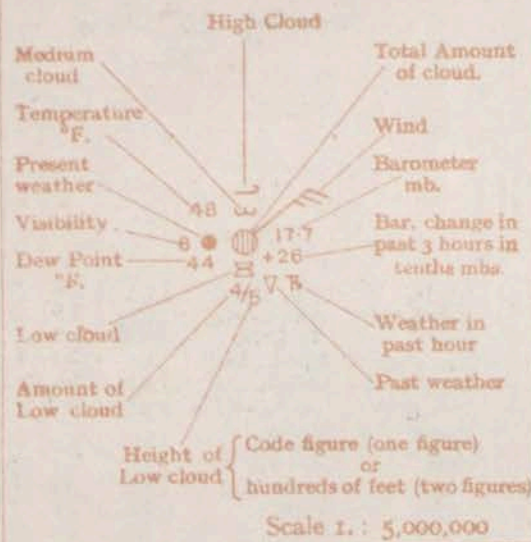 High Cloud
Medium
cloud
Total Amount
of cloud.
Temperature
°F.
Wind
Present
weather
Barometer
mb.
48
Visibility
6
17.7
Bar. change in
past 3 hours in
tenths mbs.
Dew Point
°F.
44
+26
4/5
Low cloud
Weather in
past hour
Amount of
Low cloud
Past weather
Height of
Low cloud
Code figure (one figure)
or
hundreds of feet (two figures)
Scale 1. : 5,000,000